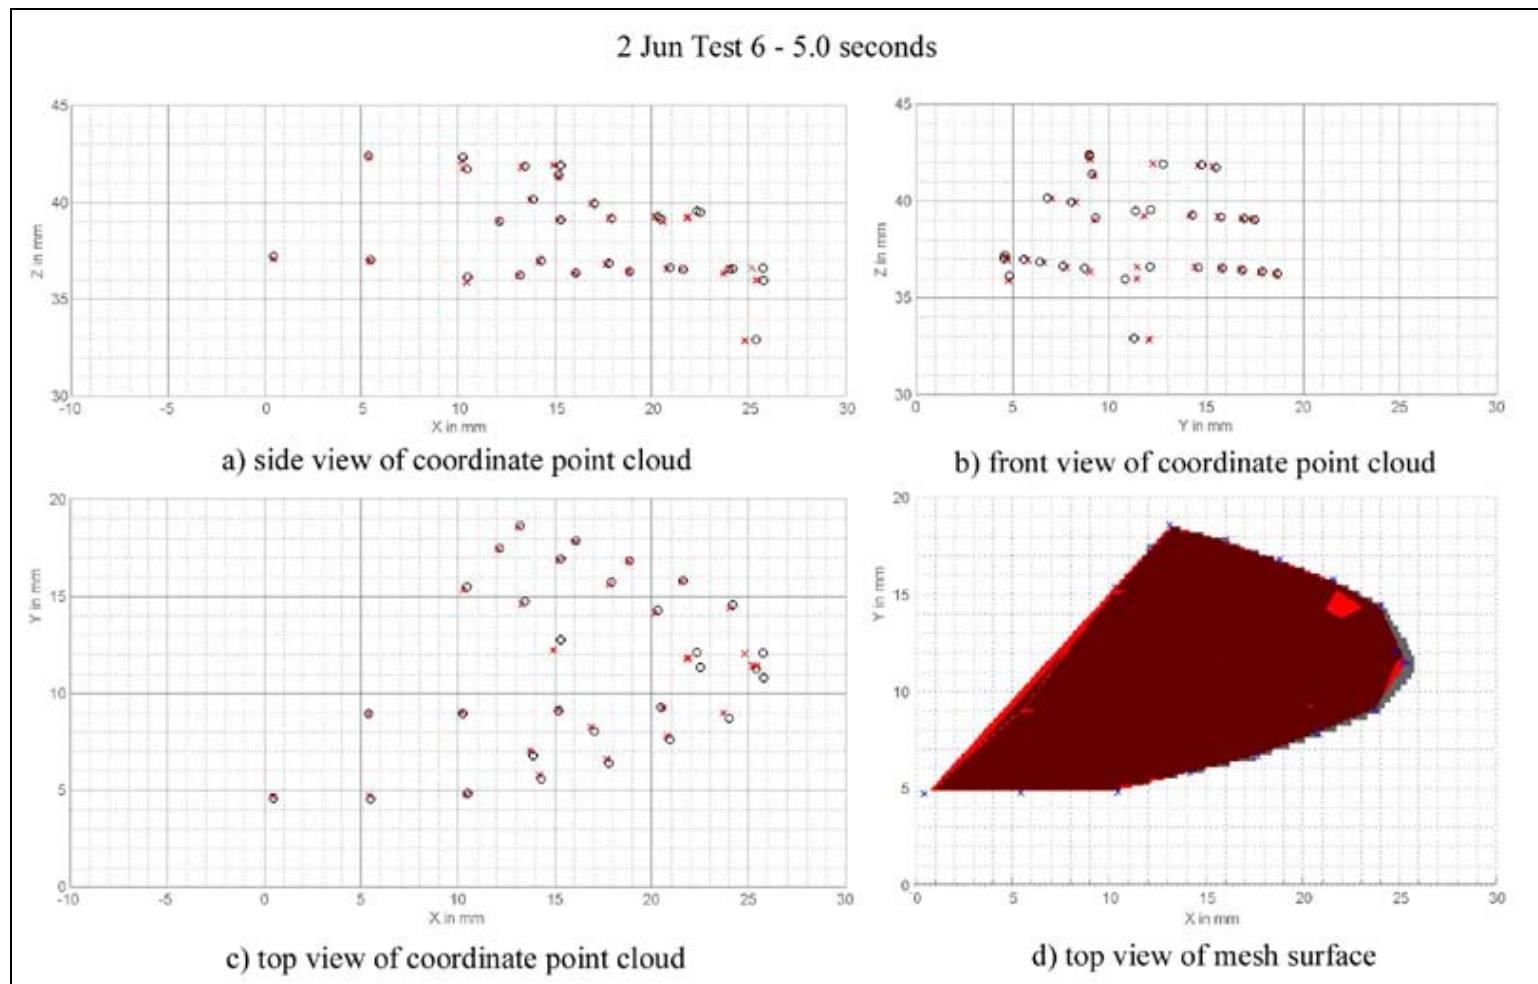 2 Jun Test 6 - 5.0 seconds
45
40
35
30
Z in mm
-10 -5 0 5 10 15 20 25 30
X in mm
a) side view of coordinate point cloud
45
40
35
30
Z in mm
0 5 10 15 20 25 30
Y in mm
b) front view of coordinate point cloud
20
15
10
5
0
Y in mm
-10 -5 0 5 10 15 20 25 30
X in mm
c) top view of coordinate point cloud
20
15
10
5
0
Y in mm
0 5 10 15 20 25 30
X in mm
d) top view of mesh surface